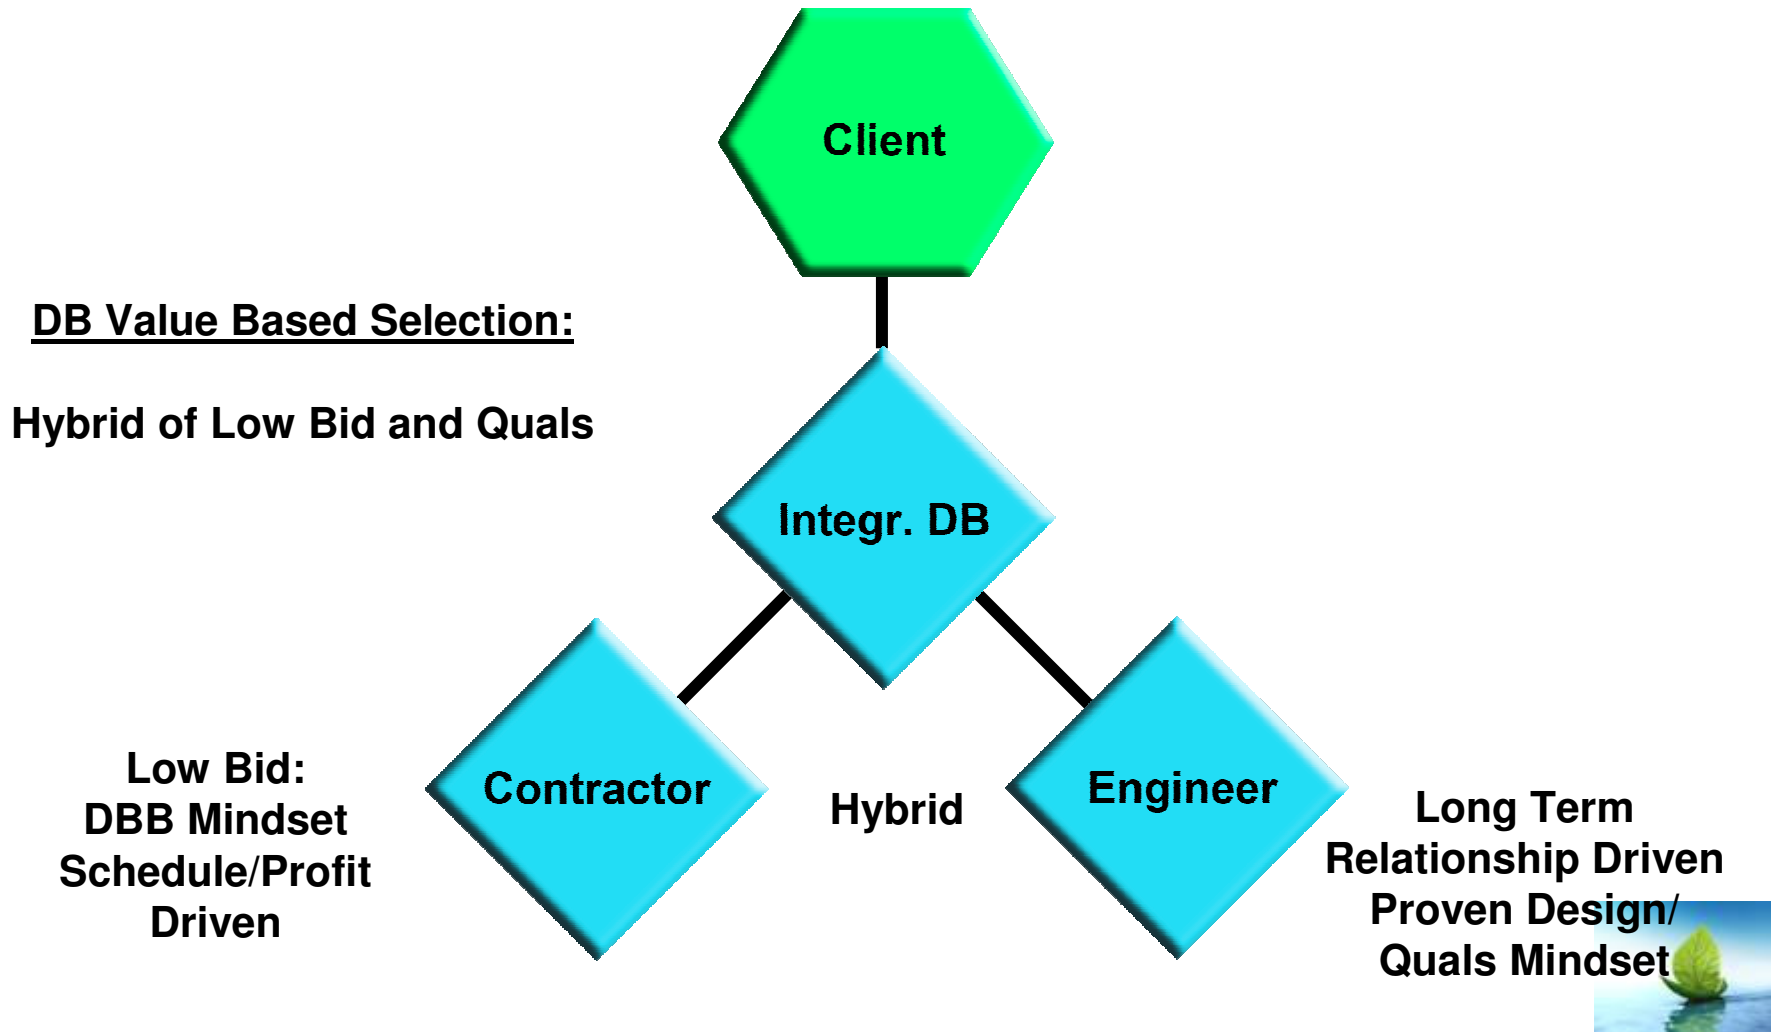 Client
DB Value Based Selection:
Hybrid of Low Bid and Quals
Integr. DB
Low Bid:
DBB Mindset
Schedule/Profit
Driven
Contractor
Hybrid
Engineer
Long Term
Relationship Driven
Proven Design/
Quals Mindset